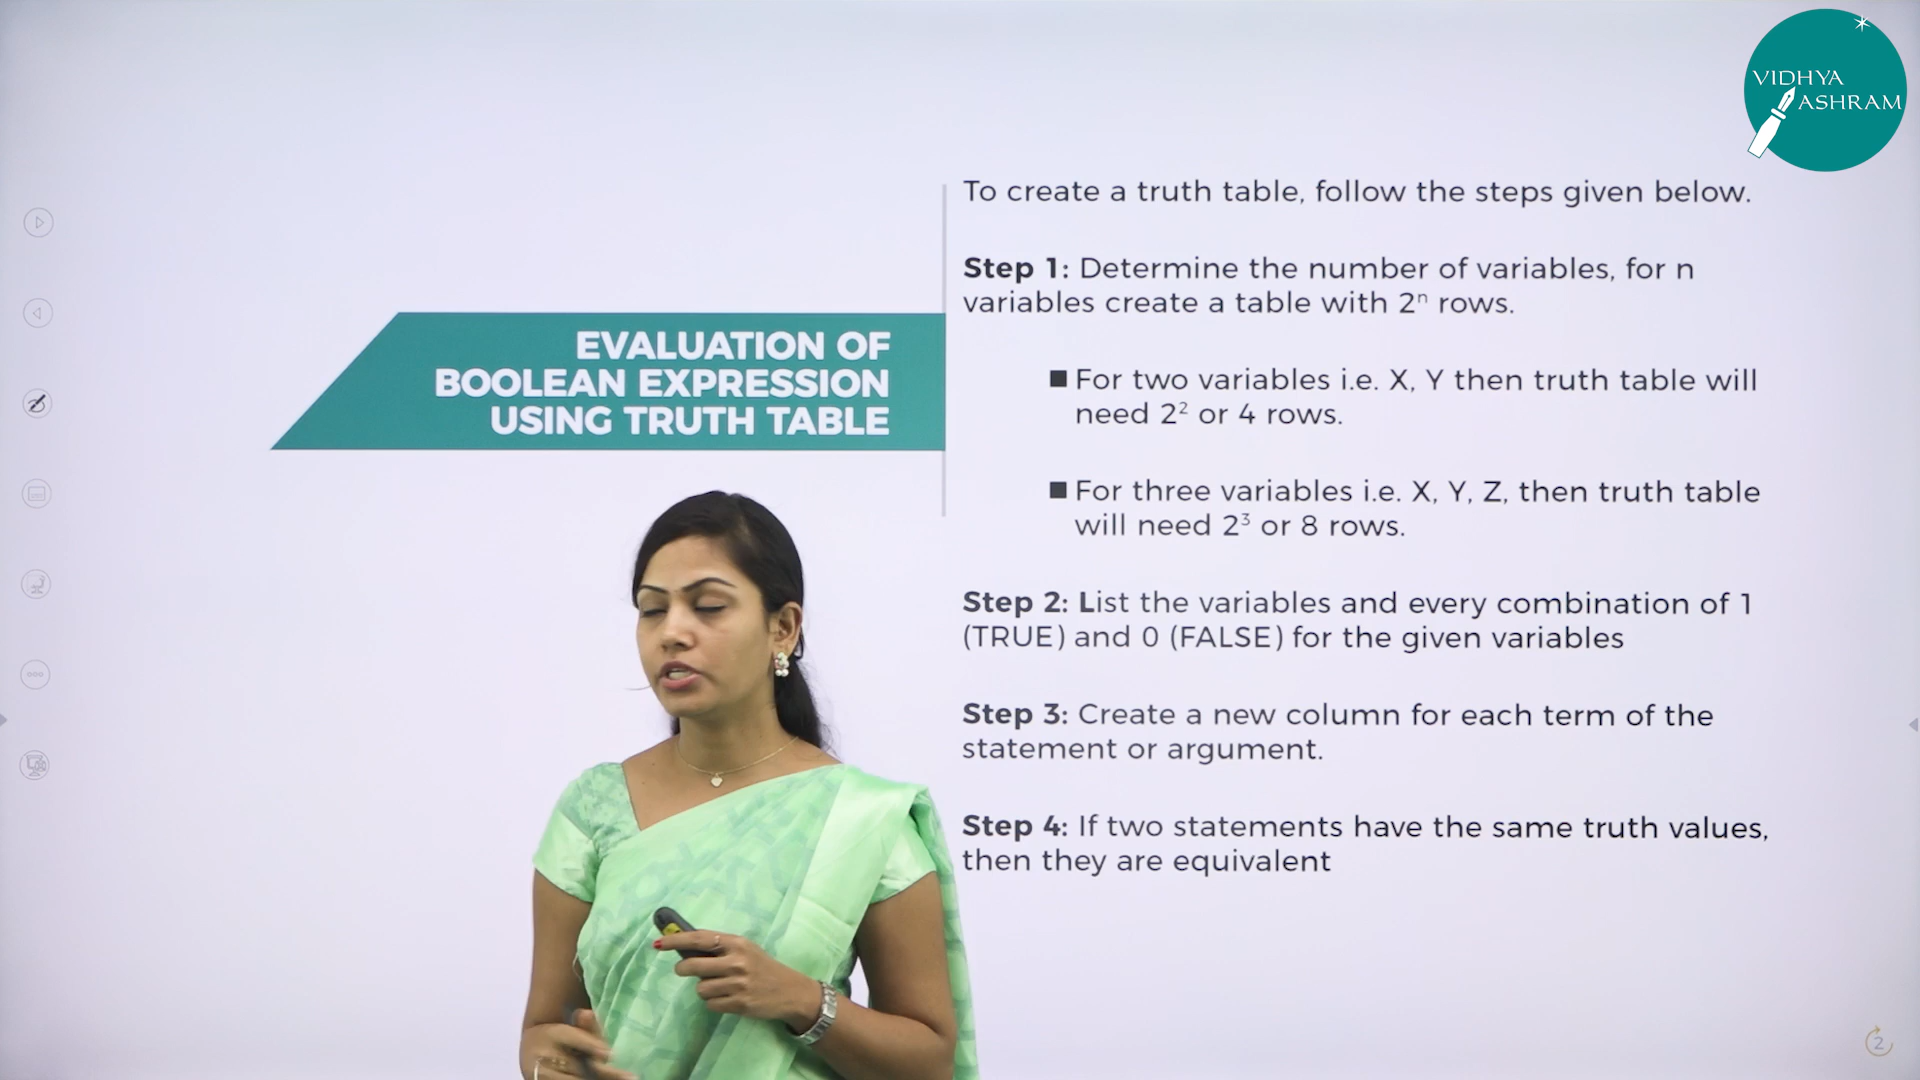 VIDHYA
ASHRAM
To create a truth table, follow the steps given below.
Step 1: Determine the number of variables, for n
variables create a table with 2ⁿ rows.
EVALUATION OF
BOOLEAN EXPRESSION
USING TRUTH TABLE
■ For two variables i.e. X, Y then truth table will
need 2² or 4 rows.
■ For three variables i.e. X, Y, Z, then truth table
will need 2³ or 8 rows.
Step 2: List the variables and every combination of 1
(TRUE) and 0 (FALSE) for the given variables
Step 3: Create a new column for each term of the
statement or argument.
Step 4: If two statements have the same truth values,
then they are equivalent
2